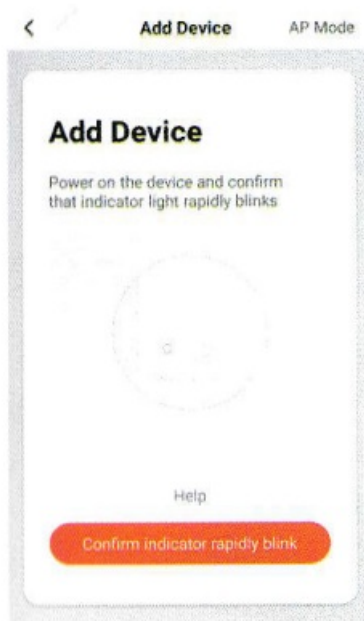 Add Device AP Mode
Add Device
Power on the device and confirm
that indicator light rapidly blinks
Help
Confirm indicator rapidly blink